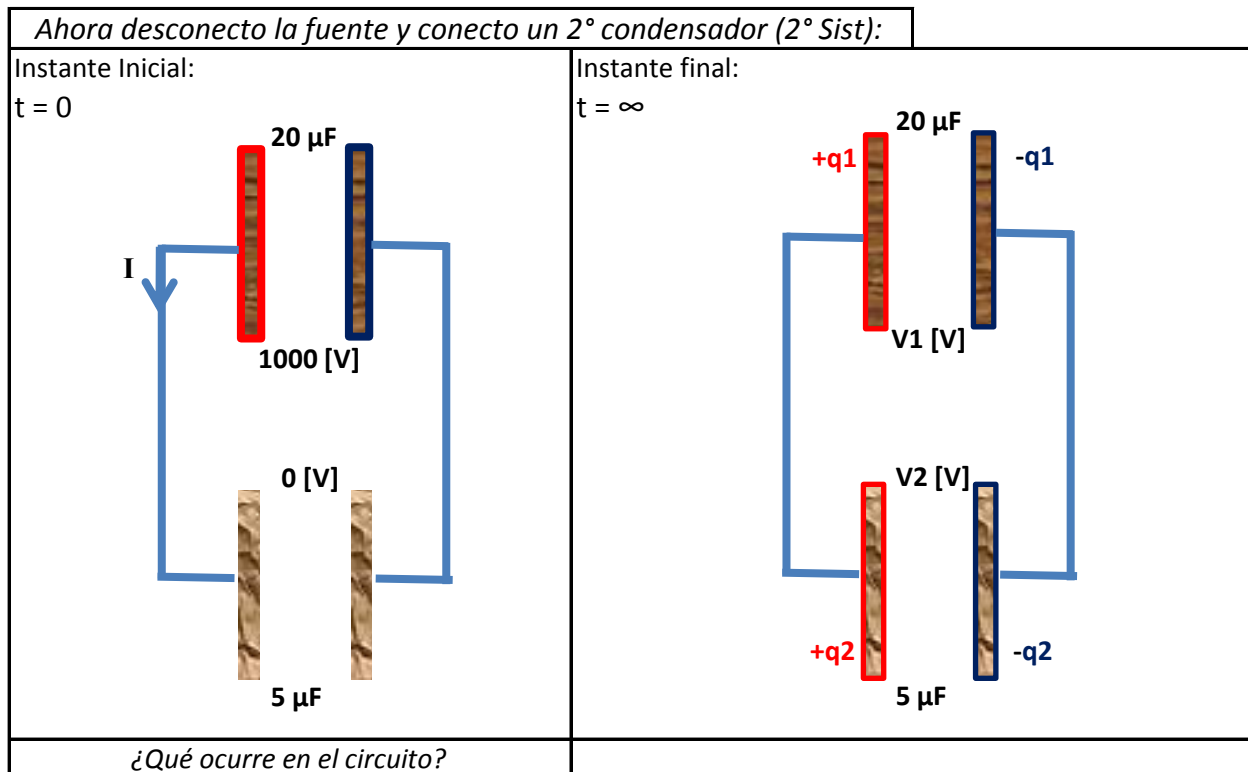 Ahora desconecto la fuente y conecto un 2° condensador (2° Sist):
Instante Inicial:
t = 0
20 µF
I
1000 [V]
0 [V]
5 µF
¿Qué ocurre en el circuito?
Instante final:
t = ∞
20 µF
+q1
-q1
V1 [V]
V2 [V]
+q2
-q2
5 µF